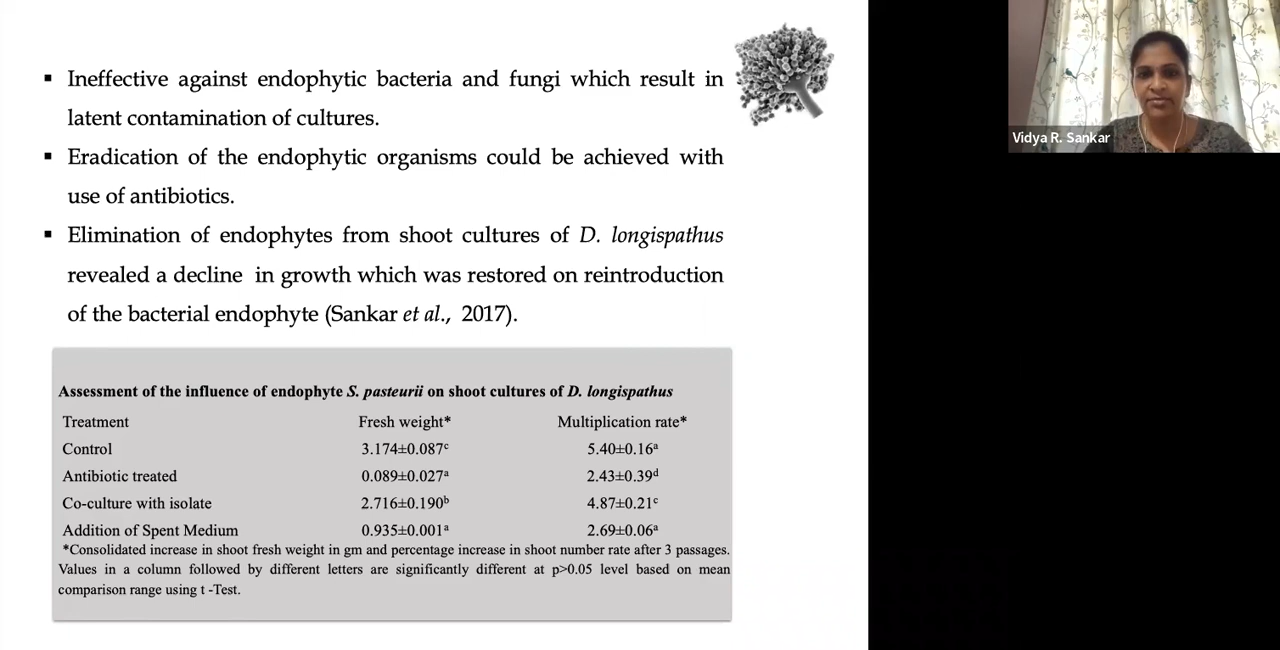 ▪ Ineffective against endophytic bacteria and fungi which result in
latent contamination of cultures.
▪ Eradication of the endophytic organisms could be achieved with
use of antibiotics.
▪ Elimination of endophytes from shoot cultures of D. longispathus
revealed a decline in growth which was restored on reintroduction
of the bacterial endophyte (Sankar et al., 2017).
Assessment of the influence of endophyte S. pasteurii on shoot cultures of D. longispathus
Treatment Fresh weight* Multiplication rate*
Control 3.174±0.087ᶜ 5.40±0.16ᵃ
Antibiotic treated 0.089±0.027ᵃ 2.43±0.39ᵈ
Co-culture with isolate 2.716±0.190ᵇ 4.87±0.21ᶜ
Addition of Spent Medium 0.935±0.001ᵃ 2.69±0.06ᵃ
*Consolidated increase in shoot fresh weight in gm and percentage increase in shoot number rate after 3 passages.
Values in a column followed by different letters are significantly different at p>0.05 level based on mean
comparison range using t -Test.
Vidya R. Sankar